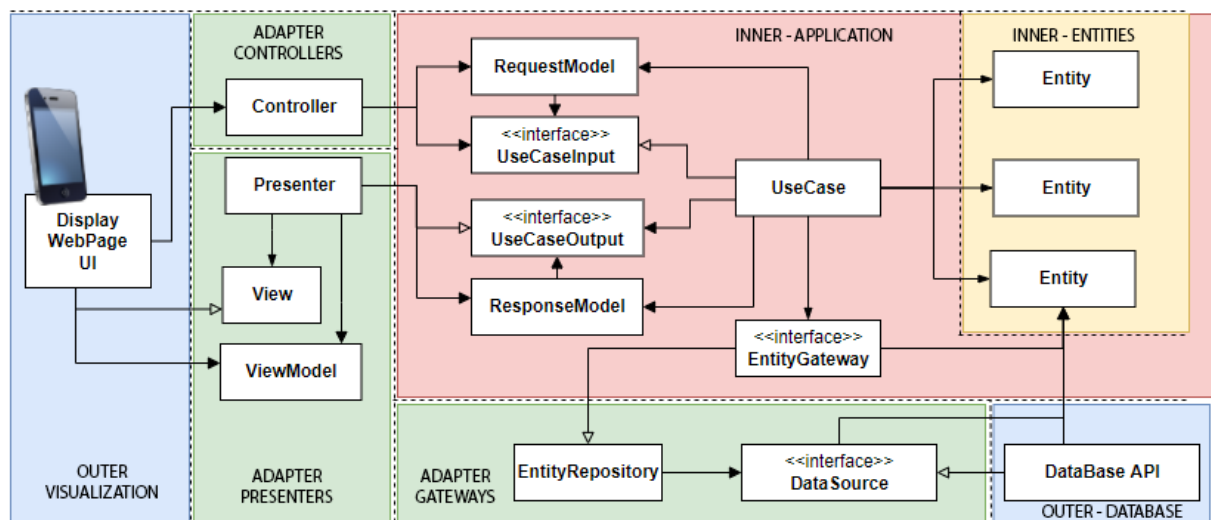 ADAPTER
CONTROLLERS
INNER - APPLICATION
INNER - ENTITIES
RequestModel
Entity
Controller
<<interface>>
UseCaseInput
Presenter
UseCase
Entity
Display
WebPage
UI
<<interface>>
UseCaseOutput
View
ResponseModel
Entity
<<interface>>
EntityGateway
ViewModel
OUTER
VISUALIZATION
ADAPTER
PRESENTERS
ADAPTER
GATEWAYS
EntityRepository
<<interface>>
DataSource
DataBase API
OUTER - DATABASE